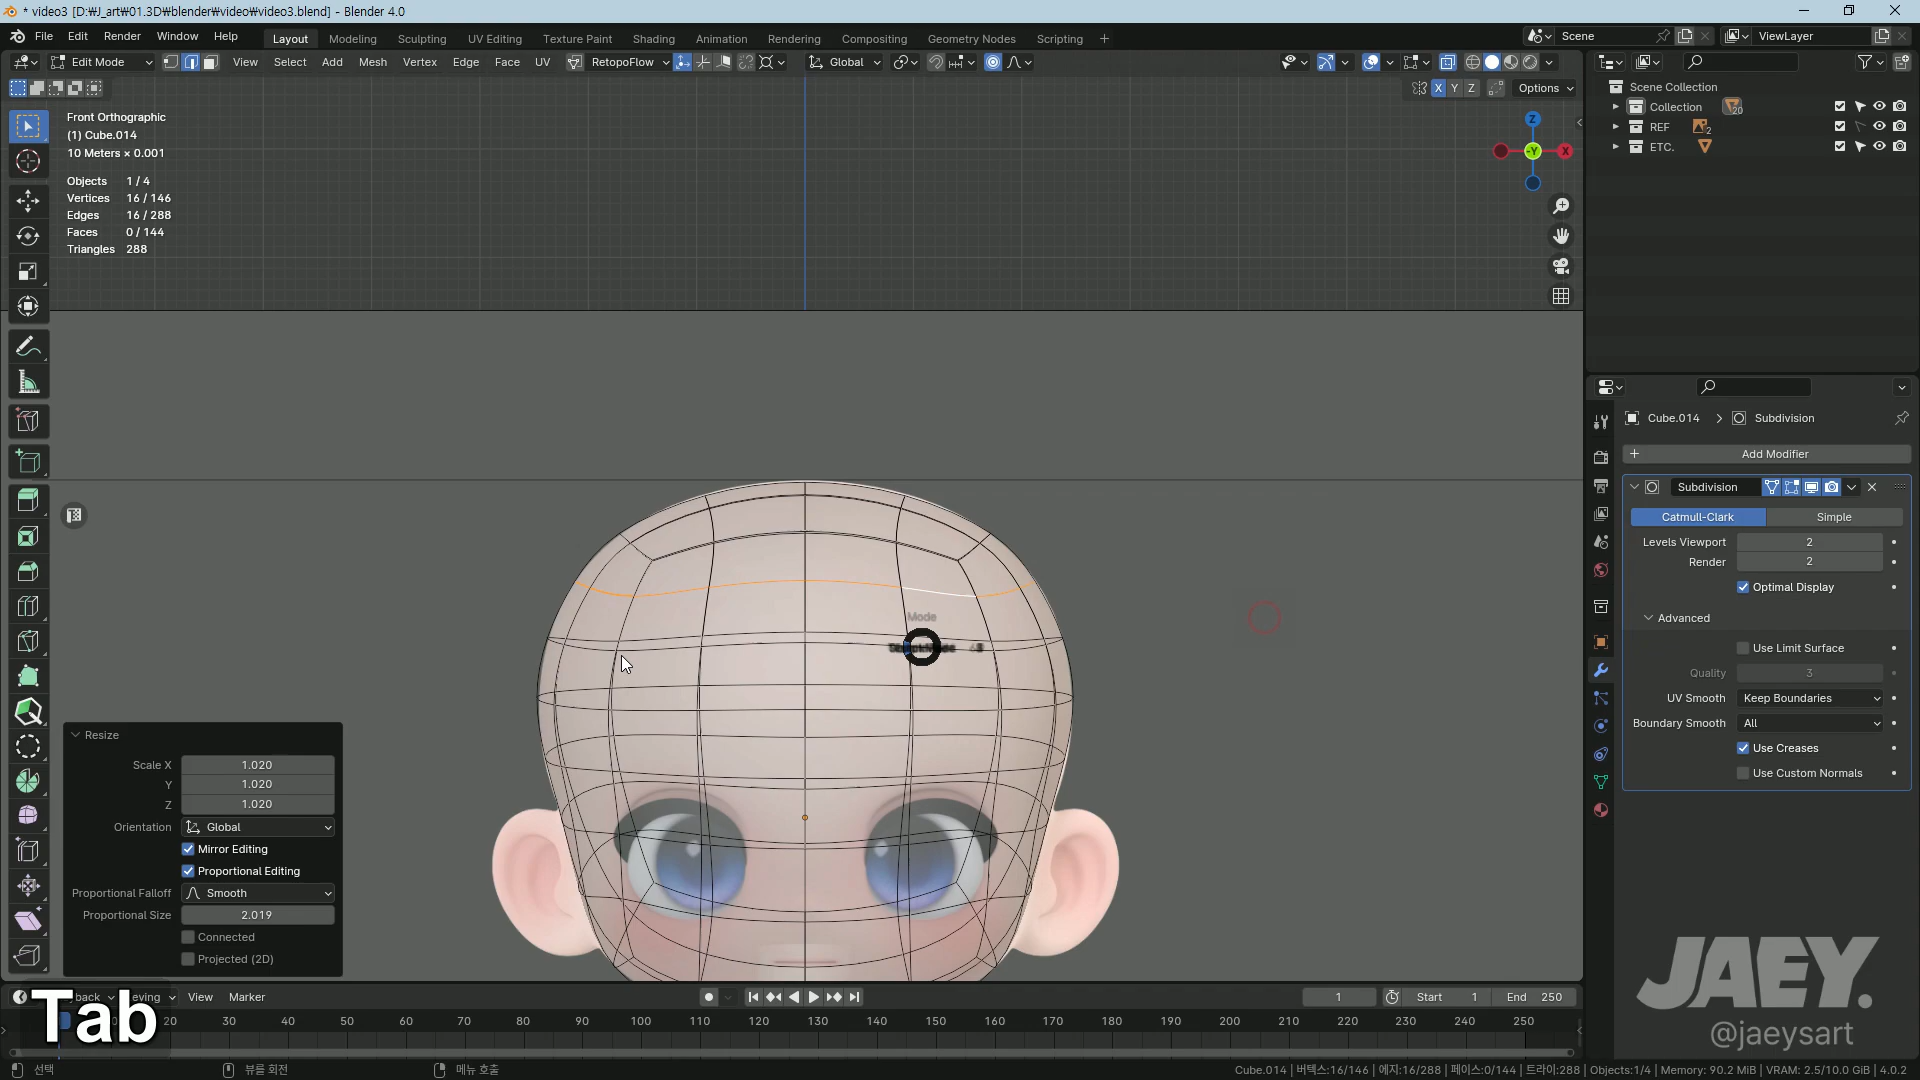 * video3 [D:₩J_art₩01.3D₩blender₩video₩video3.blend] - Blender 4.0
File Edit Render Window Help Layout Modeling Sculpting UV Editing Texture Paint Shading Animation Rendering Compositing Geometry Nodes Scripting + Scene ViewLayer
Edit Mode View Select Add Mesh Vertex Edge Face UV RetopoFlow Global
X Y Z Options
Front Orthographic
(1) Cube.014
10 Meters × 0.001
Objects 1 / 4
Vertices 16 / 146
Edges 16 / 288
Faces 0 / 144
Triangles 288
Z
-Y X
Scene Collection
Collection 20
REF 2
ETC.
Cube.014 > Subdivision
+ Add Modifier
Subdivision
Catmull-Clark Simple
Levels Viewport 2
Render 2
Optimal Display
Advanced
Use Limit Surface
Quality 3
UV Smooth Keep Boundaries
Boundary Smooth All
Use Creases
Use Custom Normals
Mode
Resize
Scale X 1.020
Y 1.020
Z 1.020
Orientation Global
Mirror Editing
Proportional Editing
Proportional Falloff Smooth
Proportional Size 2.019
Connected
Projected (2D)
JAEY.
@jaeysart
Tab
View Marker 1 Start 1 End 250
20 30 40 50 60 70 80 90 100 110 120 130 140 150 160 170 180 190 200 210 220 230 240 250
선택 뷰를 회전 메뉴 호출 Cube.014 | 버텍스:16/146 | 에지:16/288 | 페이스:0/144 | 트라이:288 | Objects:1/4 | Memory: 90.2 MiB | VRAM: 2.5/10.0 GiB | 4.0.2